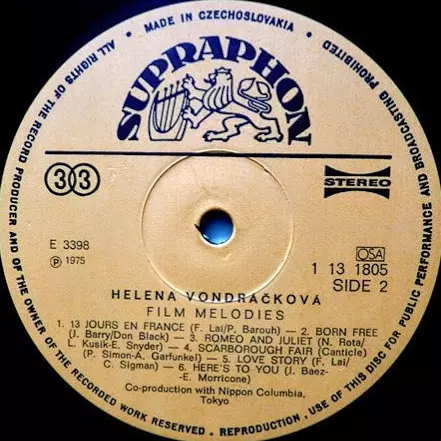 MADE IN CZECHOSLOVAKIA
ALL RIGHTS OF THE RECORD PRODUCER AND OF THE OWNER OF THE RECORDED WORK RESERVED . REPRODUCTION . USE OF THIS DISC FOR PUBLIC PERFORMANCE AND BROADCASTING PROHIBITED
SUPRAPHON
33
STEREO
E 3398
℗ 1975
OSA
1 13 1805
SIDE 2
HELENA VONDRÁČKOVÁ
FILM MELODIES
1. 13 JOURS EN FRANCE (F. Lai/P. Barouh) — 2. BORN FREE
(J. Barry/Don Black) — 3. ROMEO AND JULIET (N. Rota/
L. Kusik-E. Snyder) — 4. SCARBOROUGH FAIR (Canticle)
(P. Simon-A. Garfunkel) — 5. LOVE STORY (F. Lai/
C. Sigman) — 6. HERE'S TO YOU (J. Baez-
-E. Morricone)
Co-production with Nippon Columbia,
Tokyo